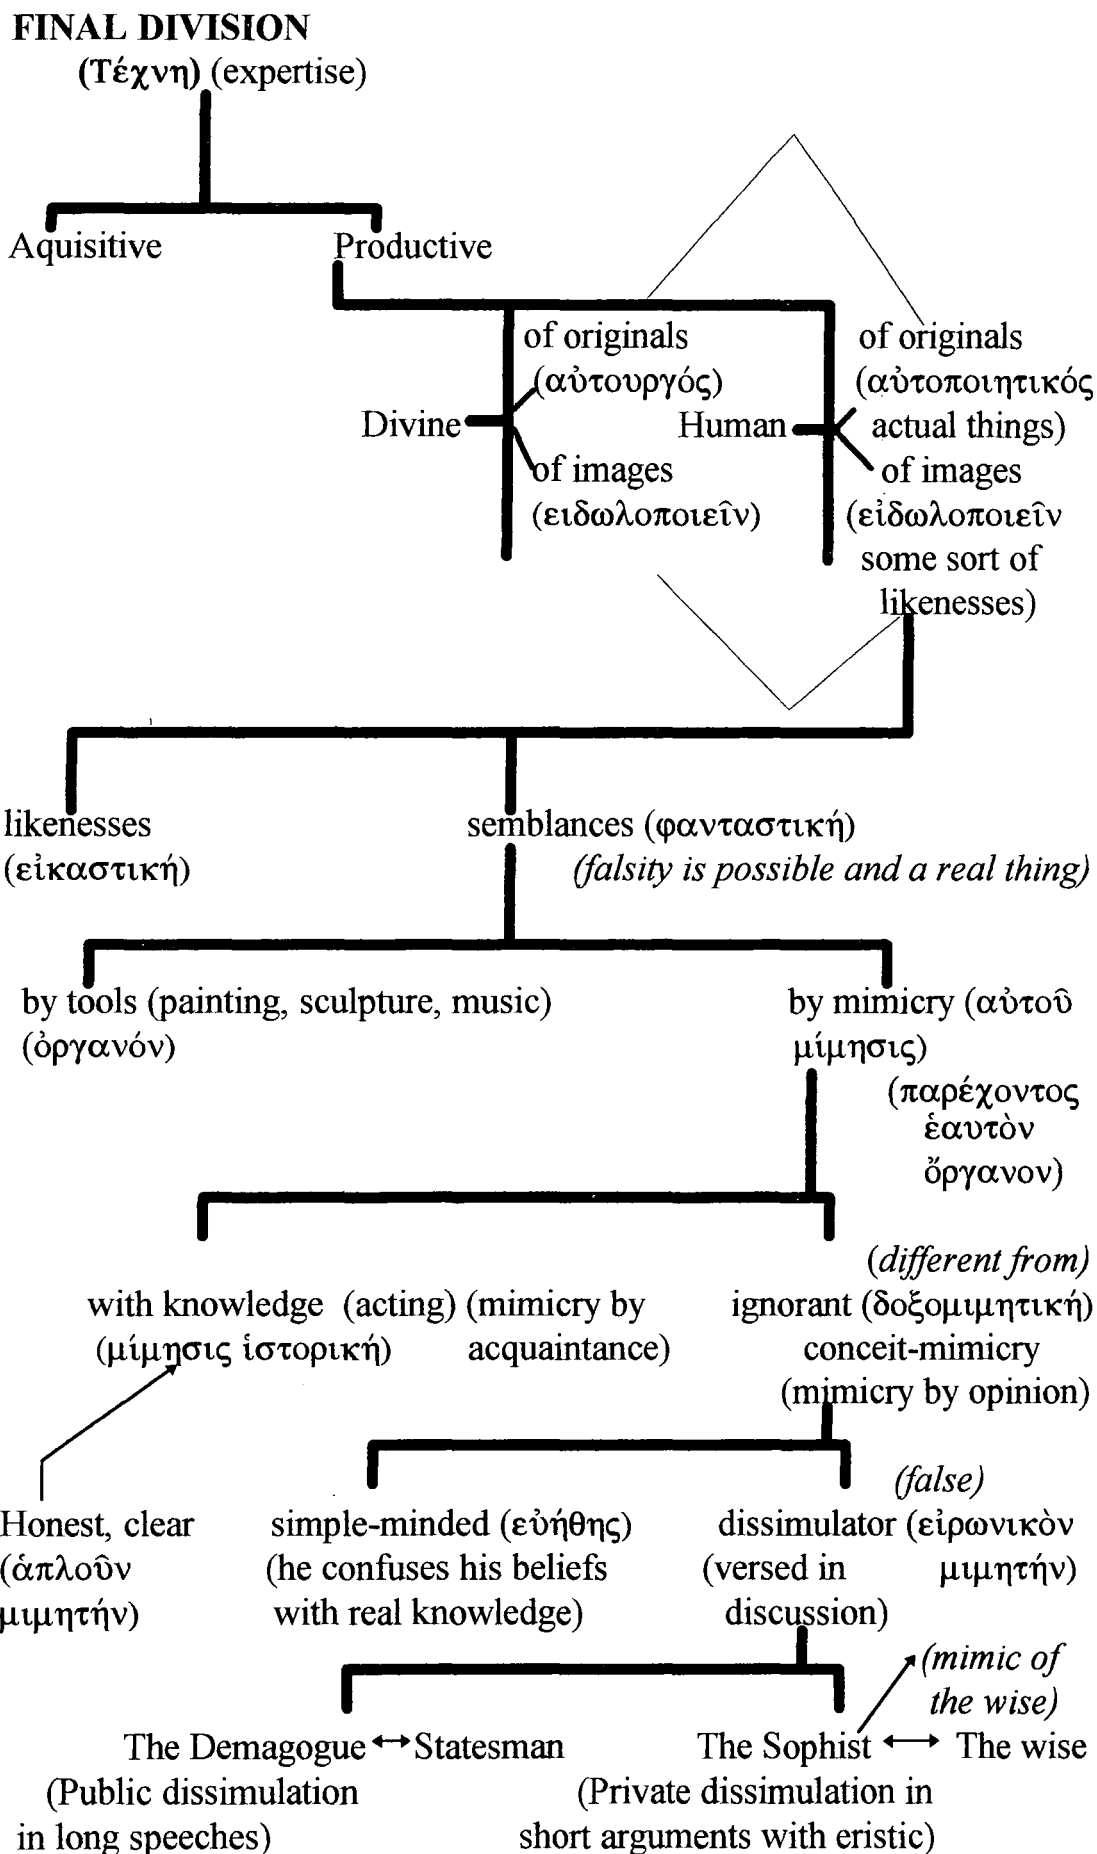 FINAL DIVISION
(Τέχνη) (expertise)
Aquisitive
Productive
of originals
(αὐτουργός)
Divine
of images
(ειδωλοποιεῖν)
of originals
(αὐτοποιητικός
Human
actual things)
of images
(εἰδωλοποιεῖν
some sort of
likenesses)
likenesses
(εἰκαστική)
semblances (φανταστική)
(falsity is possible and a real thing)
by tools (painting, sculpture, music)
(ὀργανόν)
by mimicry (αὐτοῦ
μίμησις)
(παρέχοντος
ἑαυτὸν
ὄργανον)
with knowledge (acting) (mimicry by
(μίμησις ἱστορική) acquaintance)
(different from)
ignorant (δοξομιμητική)
conceit-mimicry
(mimicry by opinion)
Honest, clear
(ἁπλοῦν
μιμητήν)
simple-minded (εὐήθης)
(he confuses his beliefs
with real knowledge)
(false)
dissimulator (εἰρωνικὸν
(versed in μιμητήν)
discussion)
(mimic of
the wise)
The Demagogue ↔ Statesman
(Public dissimulation
in long speeches)
The Sophist ↔ The wise
(Private dissimulation in
short arguments with eristic)